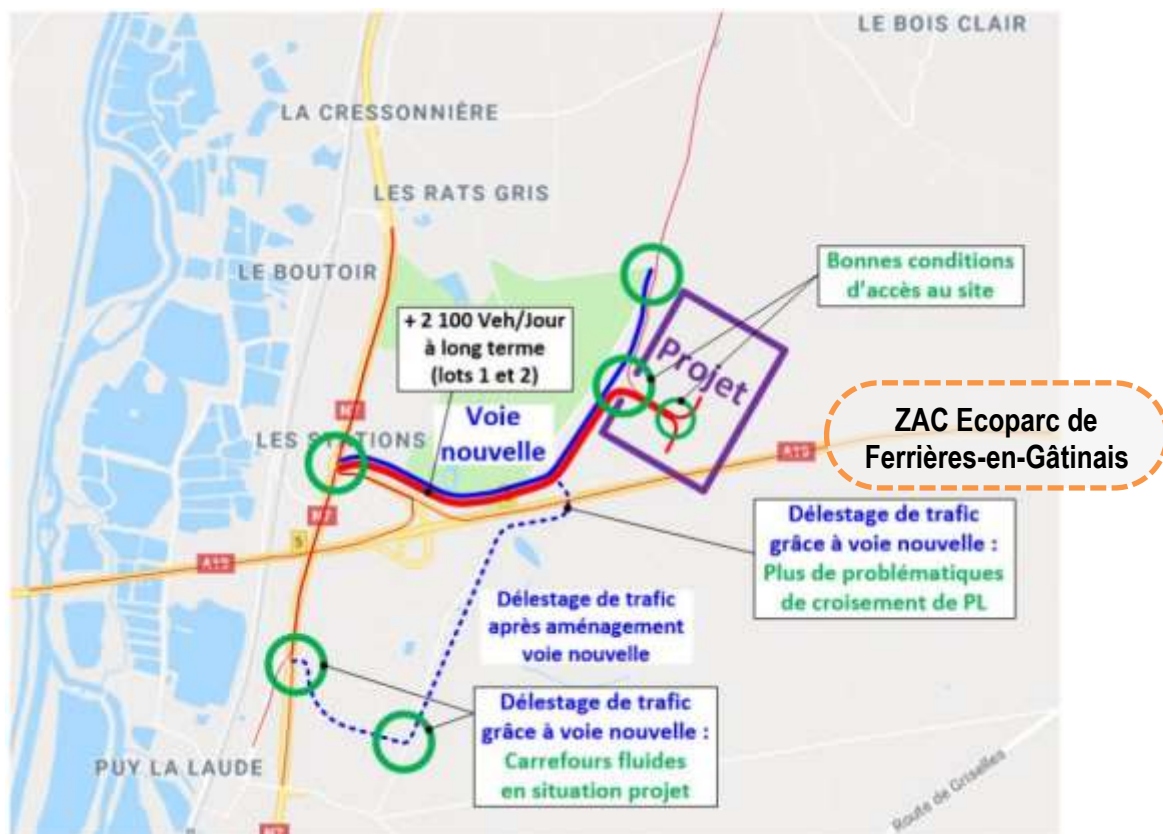 LE BOIS CLAIR
LA CRESSONNIÈRE
LES RATS GRIS
LE BOUTOIR
Bonnes conditions
d'accès au site
+ 2 100 Veh/Jour
à long terme
(lots 1 et 2)
Projet
Voie
nouvelle
N7
LES STATIONS
ZAC Ecoparc de
Ferrières-en-Gâtinais
A19
N7
5
A19
Délestage de trafic
grâce à voie nouvelle :
Plus de problématiques
de croisement de PL
Délestage de trafic
après aménagement
voie nouvelle
Délestage de trafic
grâce à voie nouvelle :
Carrefours fluides
en situation projet
PUY LA LAUDE
Route de Griselles
N7